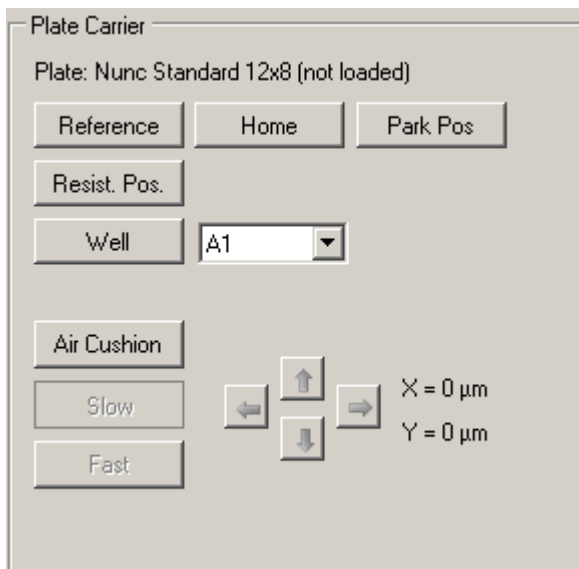 Plate Carrier
Plate: Nunc Standard 12x8 (not loaded)
Reference Home Park Pos
Resist. Pos.
Well A1
Air Cushion
Slow
Fast
X = 0 µm
Y = 0 µm